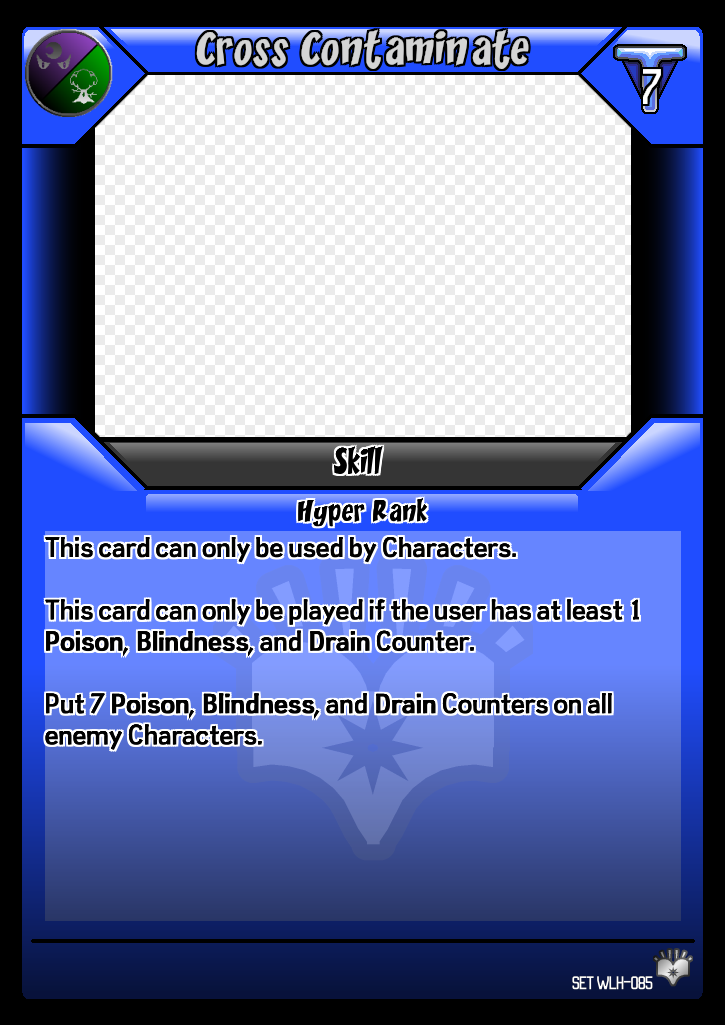 Cross Contaminate
7
Skill
Hyper Rank
This card can only be used by Characters.
This card can only be played if the user has at least 1
Poison, Blindness, and Drain Counter.
Put 7 Poison, Blindness, and Drain Counters on all
enemy Characters.
SET WLH-085